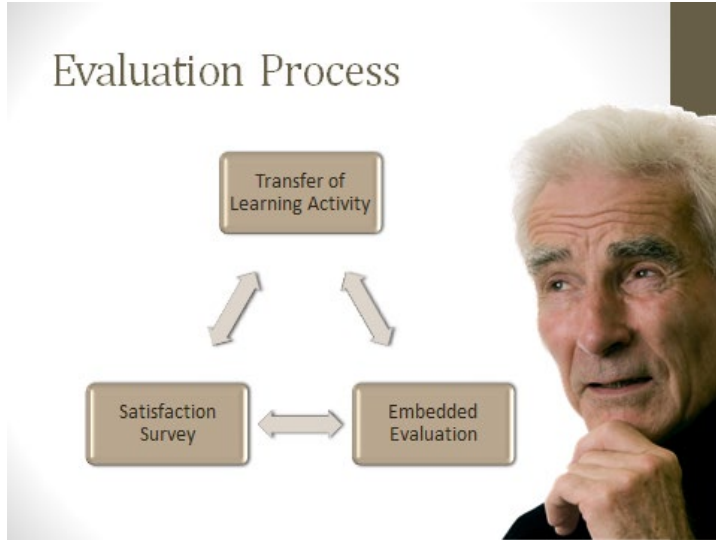 Evaluation Process
Transfer of
Learning Activity
Satisfaction
Survey
Embedded
Evaluation